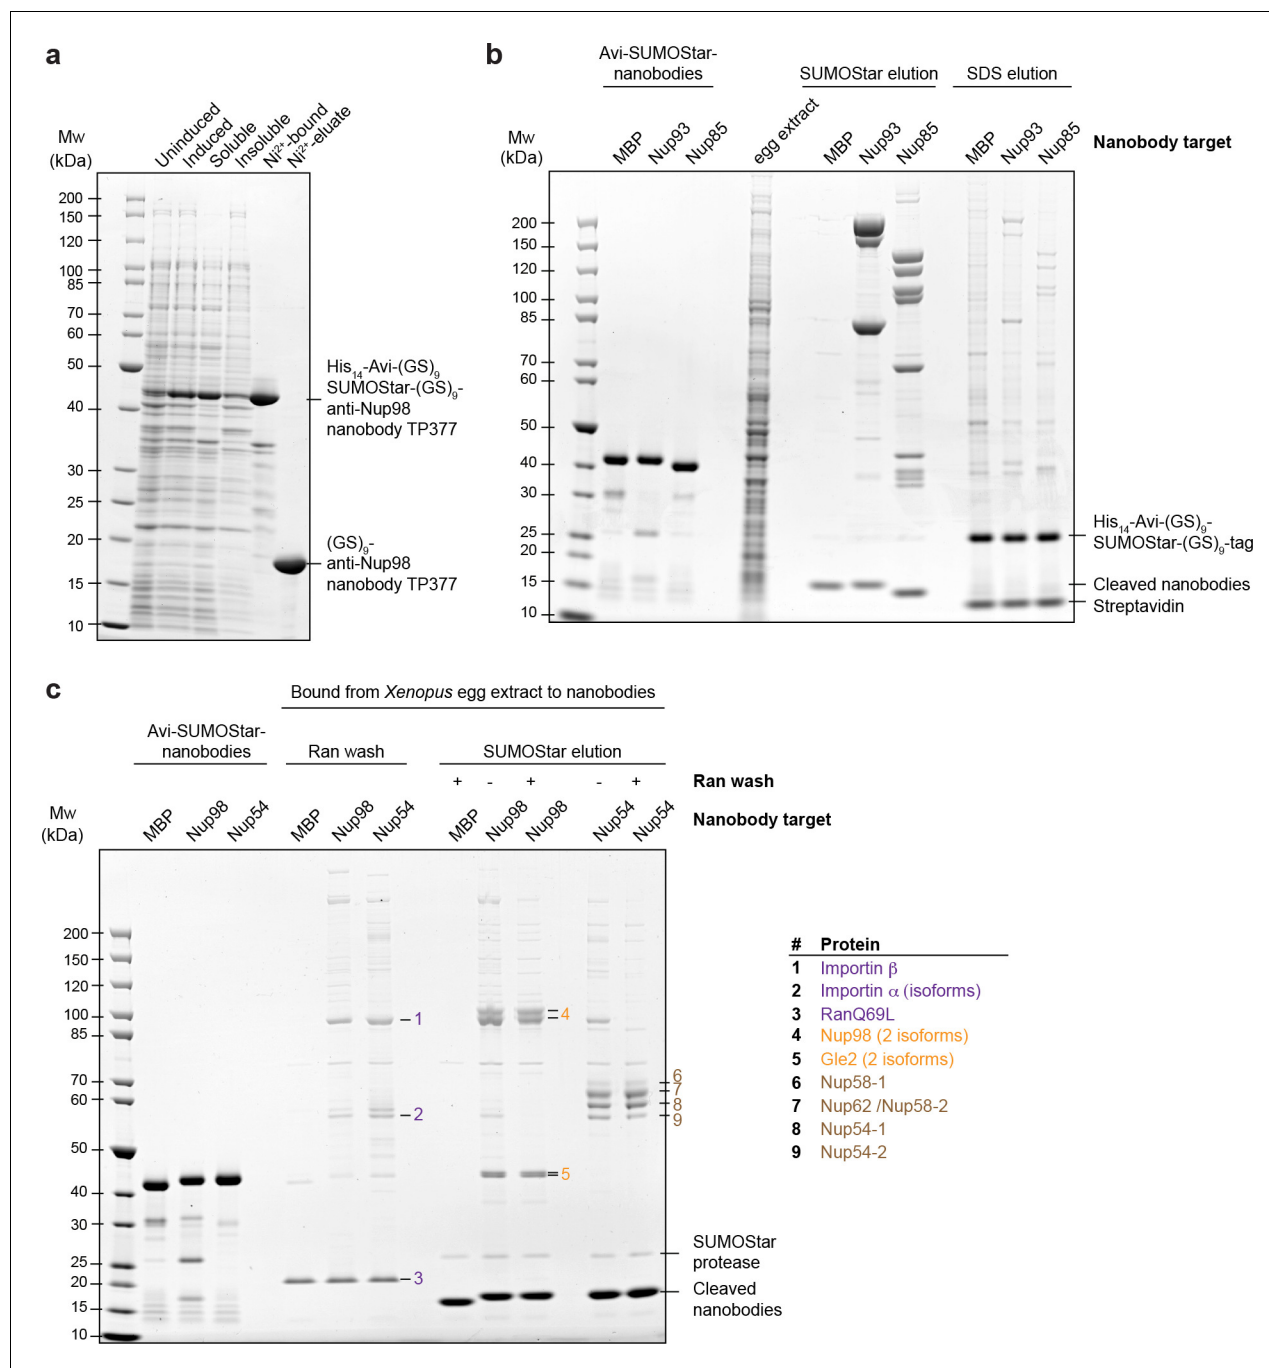 a
Mw
(kDa)
Uninduced
Induced
Soluble
Insoluble
Ni²⁺-bound
Ni²⁺-eluate
200
150
120
100
85
70
60
50
40
30
25
20
15
10
His₁₄-Avi-(GS)₉
SUMOStar-(GS)₉-
anti-Nup98
nanobody TP377
(GS)₉-
anti-Nup98
nanobody TP377
b
Avi-SUMOStar-
nanobodies
SUMOStar elution
SDS elution
Mw
(kDa)
MBP
Nup93
Nup85
egg extract
MBP
Nup93
Nup85
MBP
Nup93
Nup85
Nanobody target
200
150
120
100
85
70
60
50
40
30
25
20
15
10
His₁₄-Avi-(GS)₉-
SUMOStar-(GS)₉-tag
Cleaved nanobodies
Streptavidin
c
Bound from Xenopus egg extract to nanobodies
Avi-SUMOStar-
nanobodies
Ran wash
SUMOStar elution
+ - + - +
Ran wash
Mw
(kDa)
MBP
Nup98
Nup54
MBP
Nup98
Nup54
MBP
Nup98
Nup98
Nup54
Nup54
Nanobody target
200
150
120
100
85
70
60
50
40
30
25
20
15
10
1
2
3
4
5
6
7
8
9
SUMOStar
protease
Cleaved
nanobodies
# Protein
1 Importin β
2 Importin α (isoforms)
3 RanQ69L
4 Nup98 (2 isoforms)
5 Gle2 (2 isoforms)
6 Nup58-1
7 Nup62 /Nup58-2
8 Nup54-1
9 Nup54-2